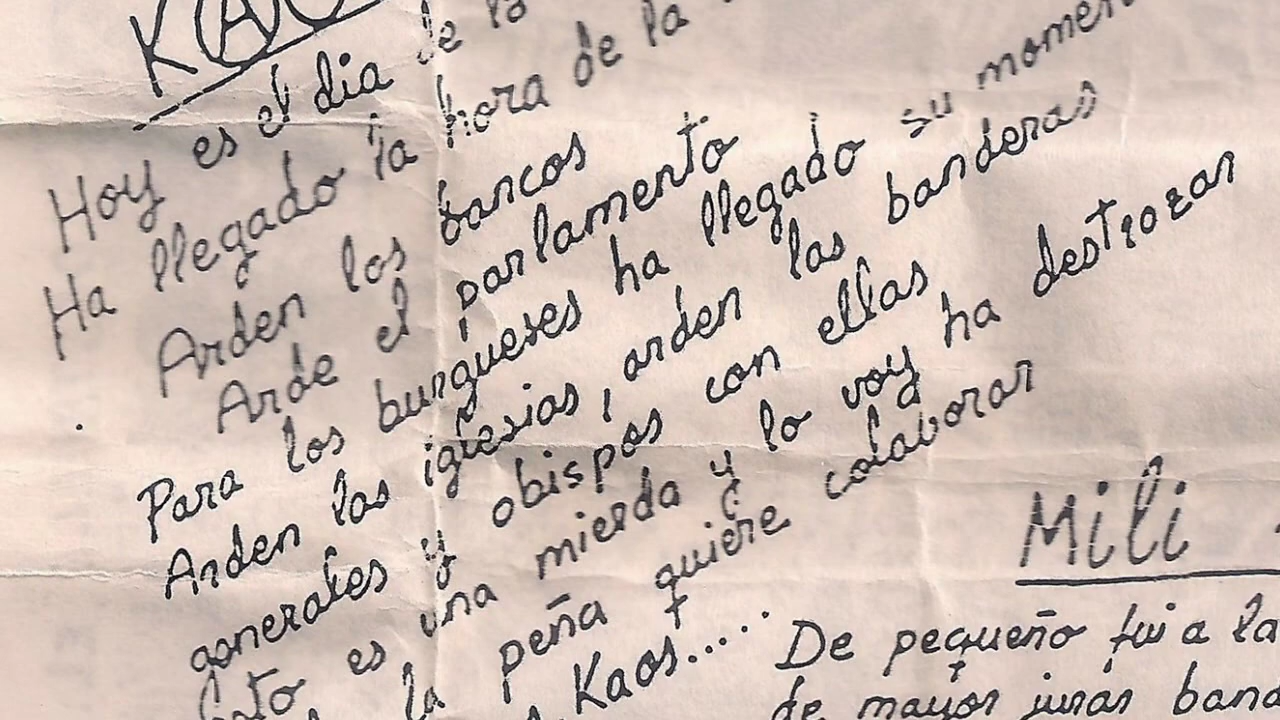 Hoy es el dia de la
Ha llegado la hora de la
Arden los bancos
Arde el parlamento
Para los burgueses ha llegado su momen
Arden las iglesias, arden las banderas
generales y obispos con ellas
Esto es una mierda y lo voy ha destrozar
la peña quiere colaborar
Kaos.....
Mili
De pequeño fui a la
de mayor juras band